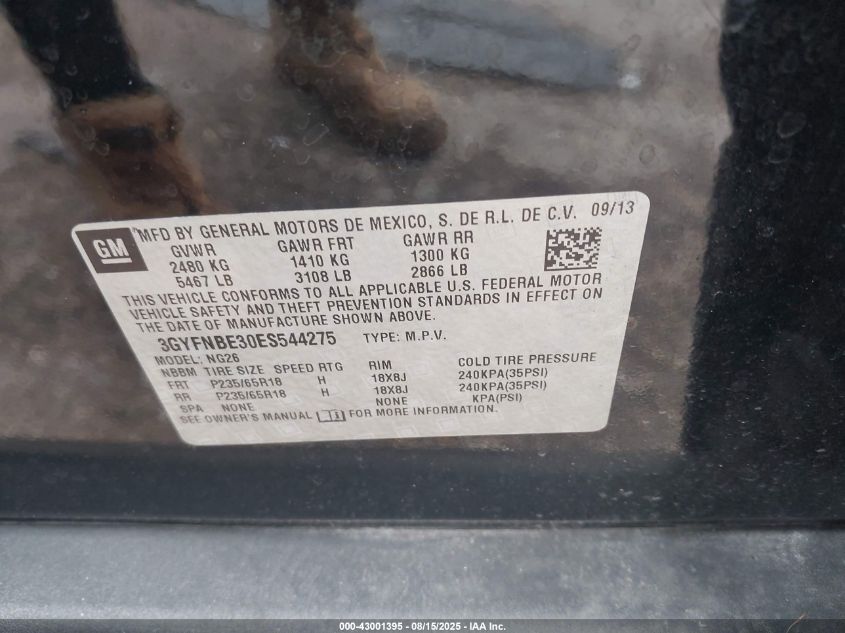 GM
MFD BY GENERAL MOTORS DE MEXICO, S. DE R.L. DE C.V. 09/13
GVWR GAWR FRT GAWR RR
2480 KG 1410 KG 1300 KG
5467 LB 3108 LB 2866 LB
THIS VEHICLE CONFORMS TO ALL APPLICABLE U.S. FEDERAL MOTOR
VEHICLE SAFETY AND THEFT PREVENTION STANDARDS IN EFFECT ON
THE DATE OF MANUFACTURE SHOWN ABOVE.
3GYFNBE30ES544275 TYPE: M.P.V.
MODEL: NG26
NBBM TIRE SIZE SPEED RTG RIM COLD TIRE PRESSURE
FRT P235/65R18 H 18X8J 240KPA(35PSI)
RR P235/65R18 H 18X8J 240KPA(35PSI)
SPA NONE NONE KPA(PSI)
SEE OWNER'S MANUAL FOR MORE INFORMATION.
000-43001395 - 08/15/2025 - IAA Inc.